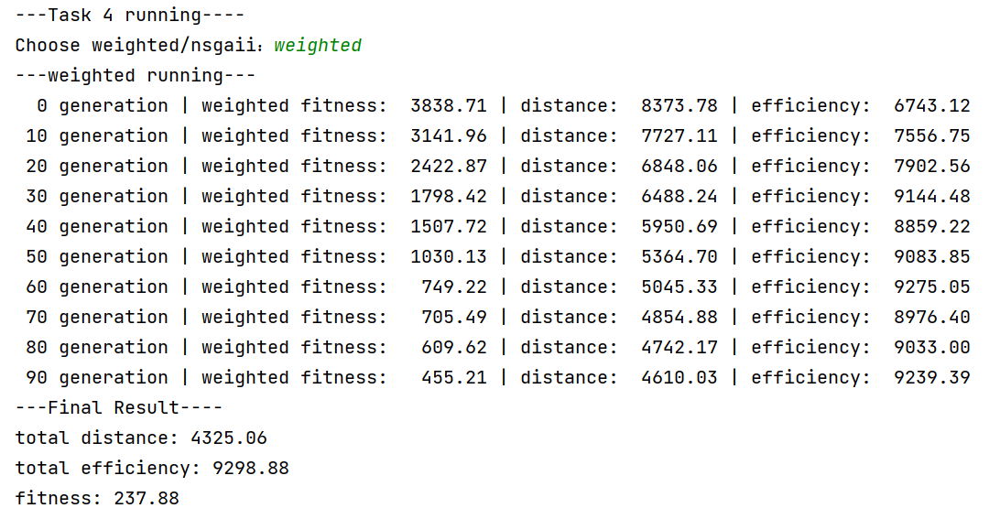 ---Task 4 running----
Choose weighted/nsgaii：weighted
---weighted running---
  0 generation | weighted fitness:  3838.71 | distance:  8373.78 | efficiency:  6743.12
 10 generation | weighted fitness:  3141.96 | distance:  7727.11 | efficiency:  7556.75
 20 generation | weighted fitness:  2422.87 | distance:  6848.06 | efficiency:  7902.56
 30 generation | weighted fitness:  1798.42 | distance:  6488.24 | efficiency:  9144.48
 40 generation | weighted fitness:  1507.72 | distance:  5950.69 | efficiency:  8859.22
 50 generation | weighted fitness:  1030.13 | distance:  5364.70 | efficiency:  9083.85
 60 generation | weighted fitness:   749.22 | distance:  5045.33 | efficiency:  9275.05
 70 generation | weighted fitness:   705.49 | distance:  4854.88 | efficiency:  8976.40
 80 generation | weighted fitness:   609.62 | distance:  4742.17 | efficiency:  9033.00
 90 generation | weighted fitness:   455.21 | distance:  4610.03 | efficiency:  9239.39
---Final Result----
total distance: 4325.06
total efficiency: 9298.88
fitness: 237.88